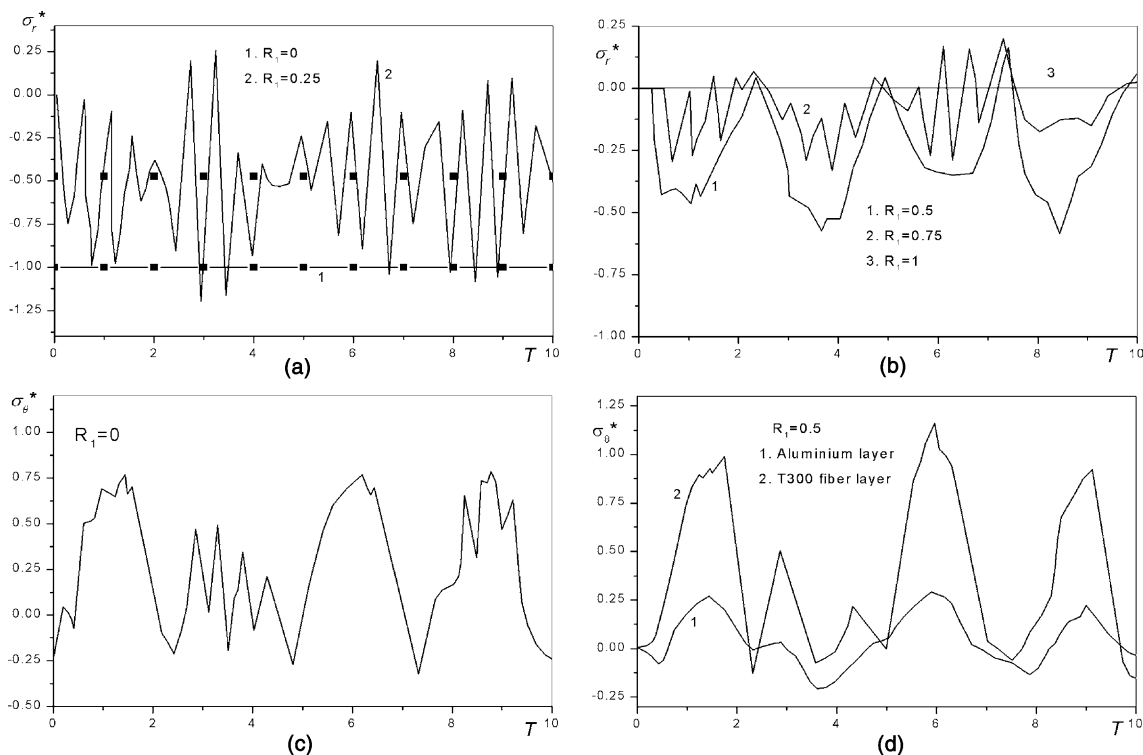 σr*
1. R1=0
2. R1=0.25
2
1
0.25
0.00
-0.25
-0.50
-0.75
-1.00
-1.25
0 2 4 6 8 10
T
(a)
σr*
3
2
1
1. R1=0.5
2. R1=0.75
3. R1=1
0.25
0.00
-0.25
-0.50
-0.75
-1.00
0 2 4 6 8 10
T
(b)
σθ*
R1=0
1.00
0.75
0.50
0.25
0.00
-0.25
-0.50
0 2 4 6 8 10
T
(c)
σθ*
R1=0.5
1. Aluminium layer
2. T300 fiber layer
2
1
1.25
1.00
0.75
0.50
0.25
0.00
-0.25
0 2 4 6 8 10
T
(d)